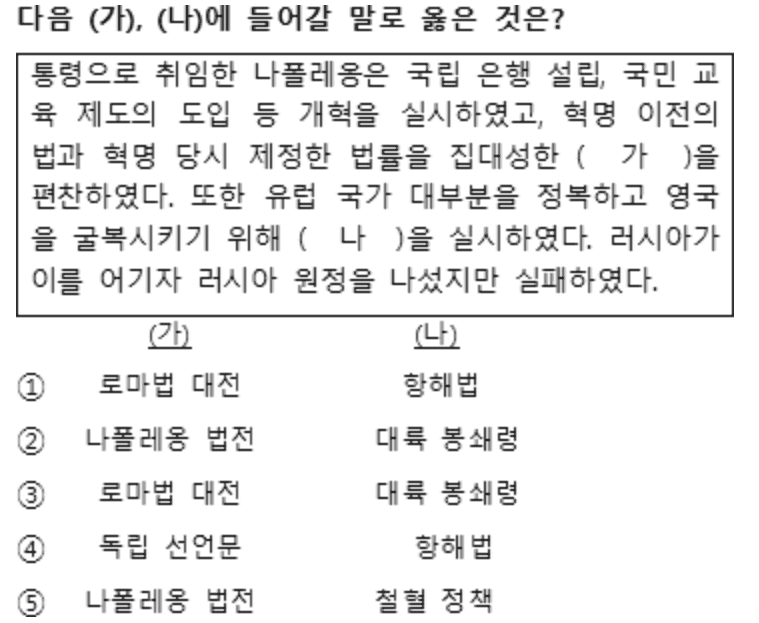 다음 (가), (나)에 들어갈 말로 옳은 것은?
통령으로 취임한 나폴레옹은 국립 은행 설립, 국민 교
육 제도의 도입 등 개혁을 실시하였고, 혁명 이전의
법과 혁명 당시 제정한 법률을 집대성한 ( 가 )을
편찬하였다. 또한 유럽 국가 대부분을 정복하고 영국
을 굴복시키기 위해 ( 나 )을 실시하였다. 러시아가
이를 어기자 러시아 원정을 나섰지만 실패하였다.
(가) (나)
① 로마법 대전 항해법
② 나폴레옹 법전 대륙 봉쇄령
③ 로마법 대전 대륙 봉쇄령
④ 독립 선언문 항해법
⑤ 나폴레옹 법전 철혈 정책